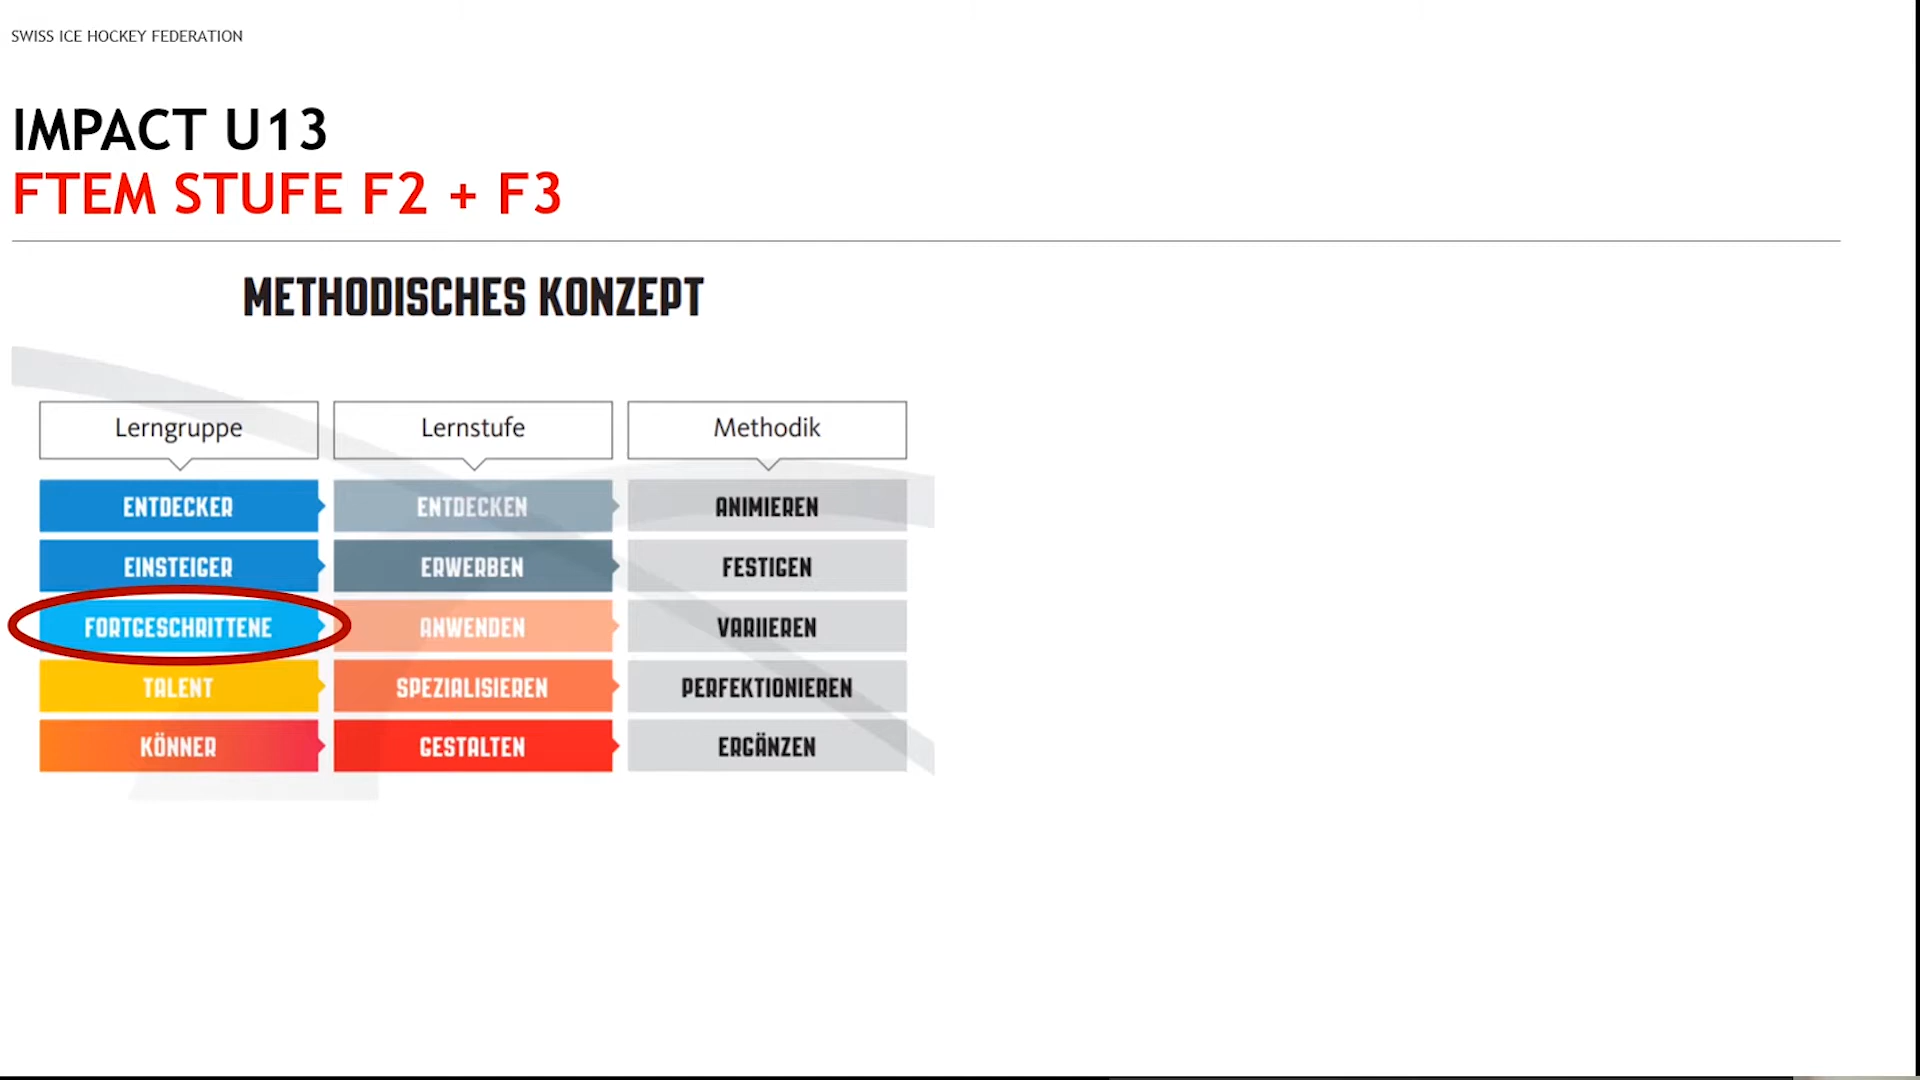 SWISS ICE HOCKEY FEDERATION
IMPACT U13
FTEM STUFE F2 + F3
METHODISCHES KONZEPT
Lerngruppe Lernstufe Methodik
ENTDECKER ENTDECKEN ANIMIEREN
EINSTEIGER ERWERBEN FESTIGEN
FORTGESCHRITTENE ANWENDEN VARIIEREN
TALENT SPEZIALISIEREN PERFEKTIONIEREN
KÖNNER GESTALTEN ERGÄNZEN